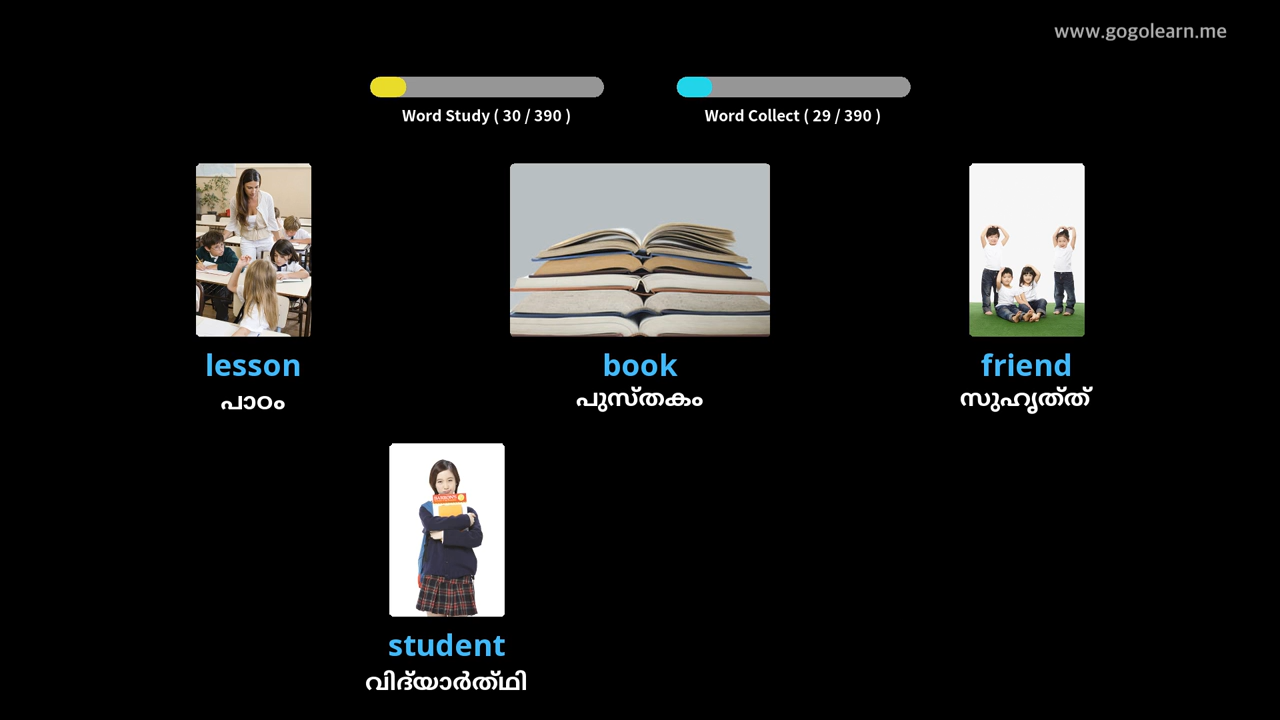 www.gogolearn.me
Word Study ( 30 / 390 )
Word Collect ( 29 / 390 )
lesson
പാഠം
book
പുസ്തകം
friend
സുഹൃത്ത്
student
വിദ്യാർത്ഥി